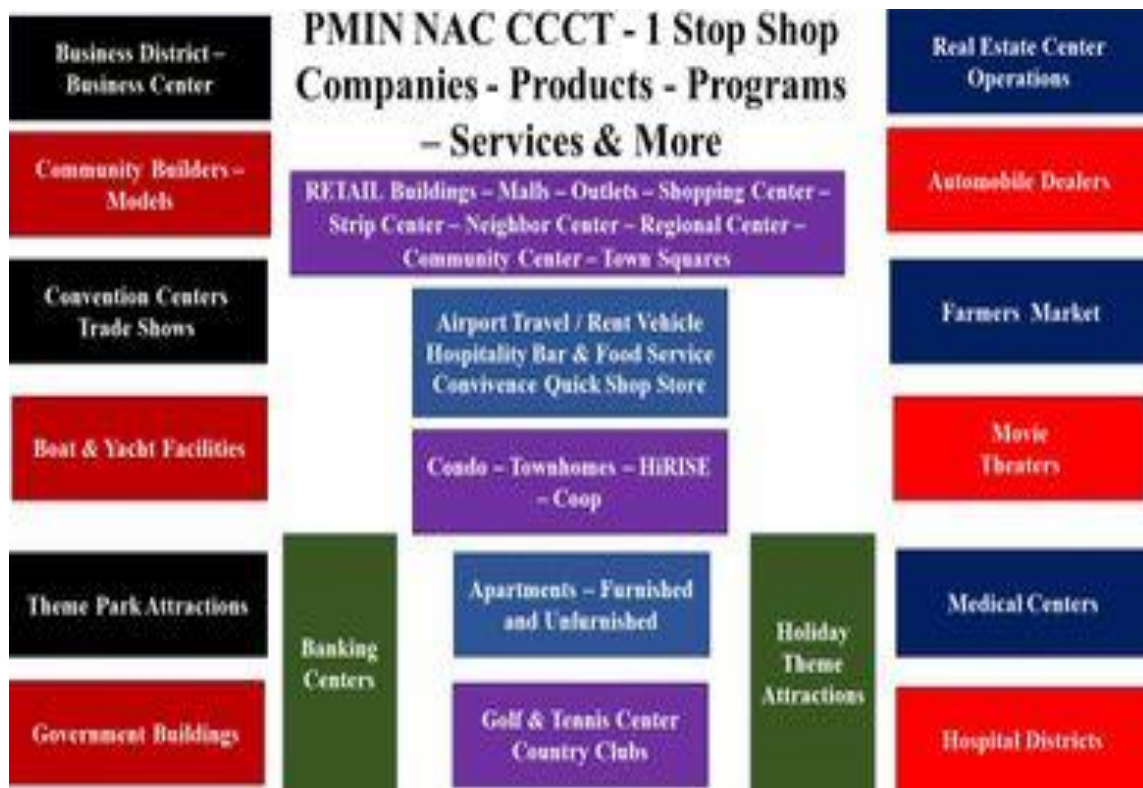 PMIN NAC CCCT - 1 Stop Shop
Companies - Products - Programs
– Services & More
Business District –
Business Center
Community Builders –
Models
Convention Centers
Trade Shows
Boat & Yacht Facilities
Theme Park Attractions
Government Buildings
RETAIL Buildings – Malls – Outlets – Shopping Center –
Strip Center – Neighbor Center – Regional Center –
Community Center – Town Squares
Airport Travel / Rent Vehicle
Hospitality Bar & Food Service
Convivence Quick Shop Store
Condo – Townhomes – HiRISE
– Coop
Banking
Centers
Apartments – Furnished
and Unfurnished
Golf & Tennis Center
Country Clubs
Holiday
Theme
Attractions
Real Estate Center
Operations
Automobile Dealers
Farmers Market
Movie
Theaters
Medical Centers
Hospital Districts